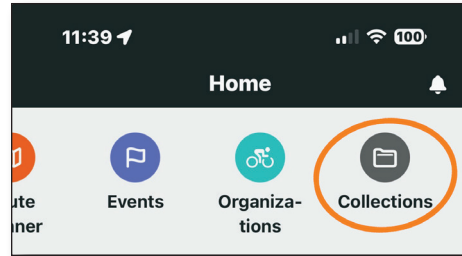 11:39
100
Home
ute
nner
Events
Organiza-
tions
Collections